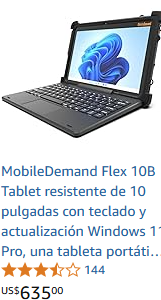 MobileDemand Flex 10B
Tablet resistente de 10
pulgadas con teclado y
actualización Windows 11
Pro, una tableta portáti...
144
US$63500